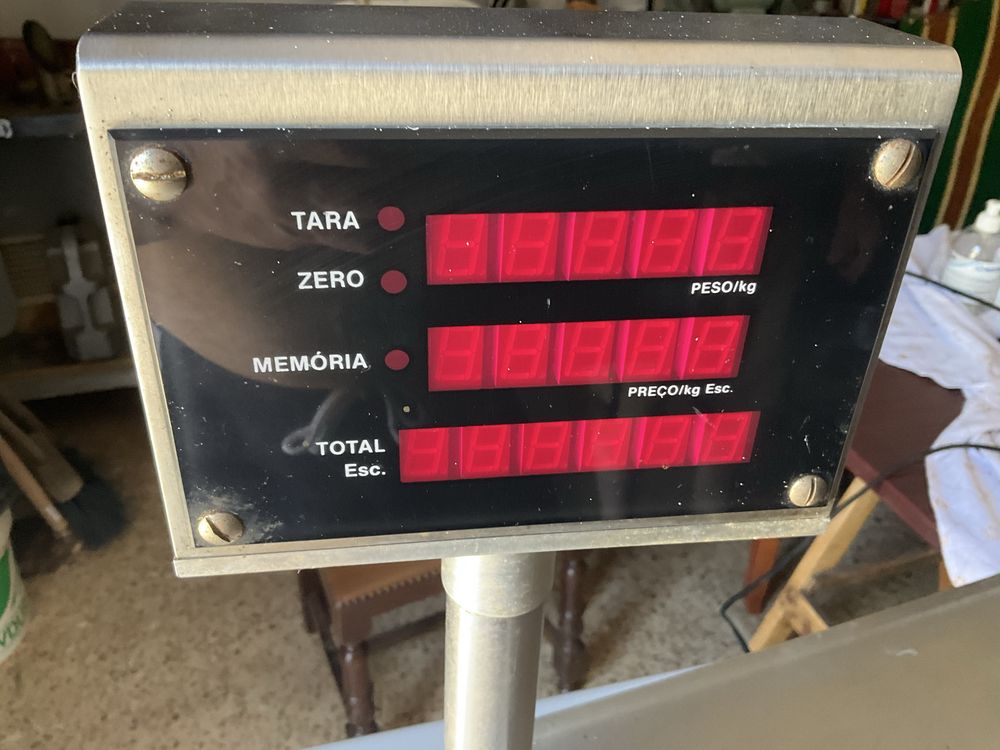 TARA
ZERO
PESO/kg
MEMÓRIA
PREÇO/kg Esc.
TOTAL
Esc.